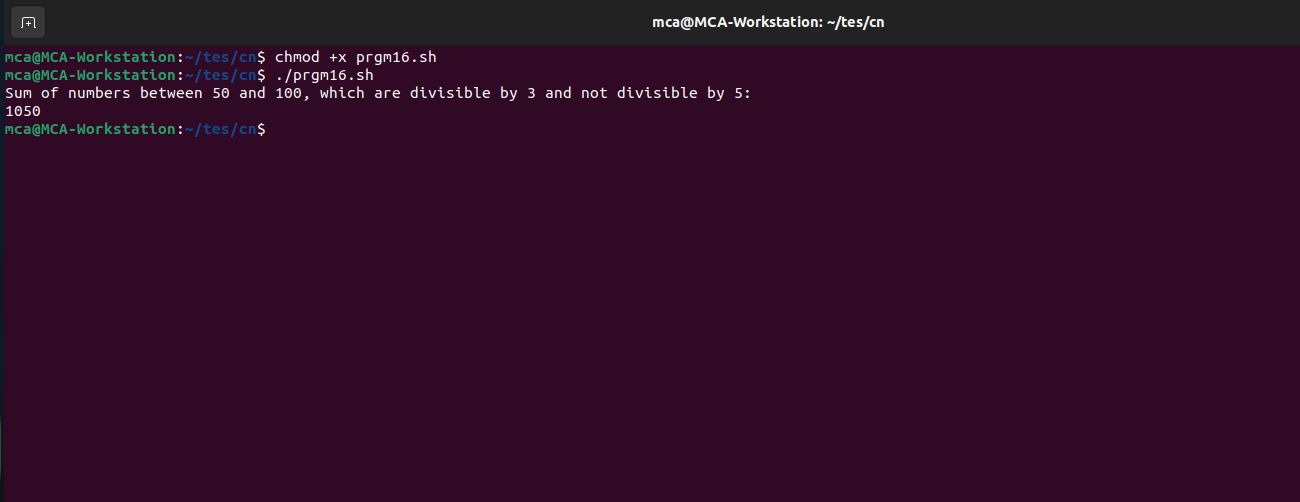 mca@MCA-Workstation: ~/tes/cn
mca@MCA-Workstation:~/tes/cn$ chmod +x prgm16.sh
mca@MCA-Workstation:~/tes/cn$ ./prgm16.sh
Sum of numbers between 50 and 100, which are divisible by 3 and not divisible by 5:
1050
mca@MCA-Workstation:~/tes/cn$